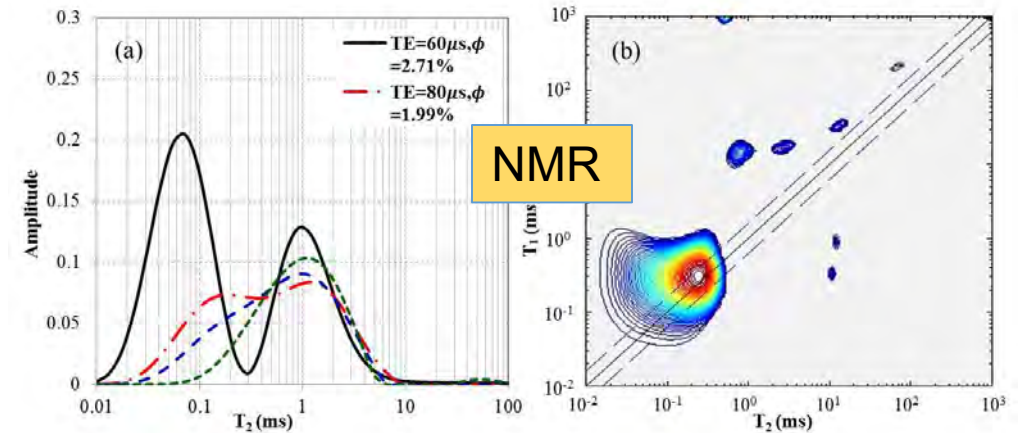 0.3
0.25
0.2
0.15
0.1
0.05
0
Amplitude
(a)
TE=60μs,ϕ
=2.71%
TE=80μs,ϕ
=1.99%
0.01 0.1 1 10 100
T₂ (ms)
NMR
(b)
10³
10²
10⁰
10⁻¹
10⁻²
T₁ (ms
10⁻² 10⁻¹ 10⁰ 10¹ 10² 10³
T₂ (ms)